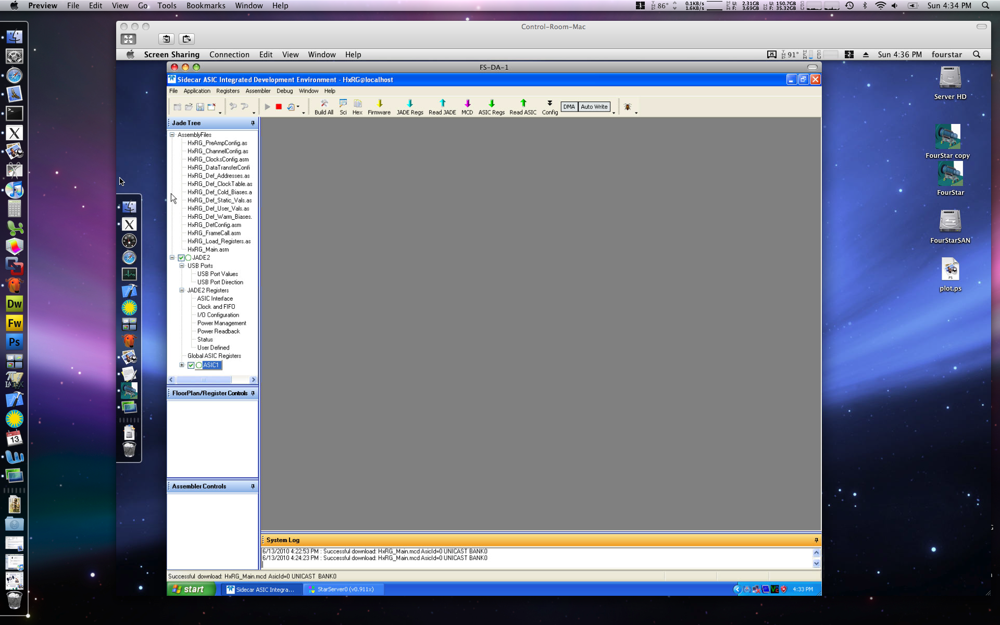 Preview File Edit View Go Tools Bookmarks Window Help
1 86° 0.1KB/s 1.6KB/s U: 2.31GB F: 3.69GB U: 150.7GB F: 35.32GB Sun 4:34 PM
Control-Room-Mac
Screen Sharing Connection Edit View Window Help
91° 2 Sun 4:36 PM fourstar
FS-DA-1
Sidecar ASIC Integrated Development Environment - HxRG@localhost
File Application Registers Assembler Debug Window Help
Build All Sci Hex Firmware JADE Regs Read JADE MCD ASIC Regs Read ASIC Config DMA Auto Write
Jade Tree
AssemblyFiles
HxRG_PreAmpConfig.as
HxRG_ChannelConfig.as
HxRG_ClocksConfig.asm
HxRG_DataTransferConfi
HxRG_Def_Addresses.as
HxRG_Def_ClockTable.as
HxRG_Def_Cold_Biases.a
HxRG_Def_Static_Vals.as
HxRG_Def_User_Vals.as
HxRG_Def_Warm_Biases.
HxRG_DetConfig.asm
HxRG_FrameCall.asm
HxRG_Load_Registers.as
HxRG_Main.asm
JADE2
USB Ports
USB Port Values
USB Port Direction
JADE2 Registers
ASIC Interface
Clock and FIFO
I/O Configuration
Power Management
Power Readback
Status
User Defined
Global ASIC Registers
ASIC1
FloorPlan/Register Controls
Assembler Controls
System Log
6/13/2010 4:22:53 PM : Successful download: HxRG_Main.mcd AsicId=0 UNICAST BANK0
6/13/2010 4:24:23 PM : Successful download: HxRG_Main.mcd AsicId=0 UNICAST BANK0
Successful download: HxRG_Main.mcd AsicId=0 UNICAST BANK0
start Sidecar ASIC Integra... StarServer0 (v0.911x) 4:33 PM
Server HD
FourStar copy
FourStar
FourStarSAN
PS
plot.ps
X
X
Dw
Fw
Ps
13